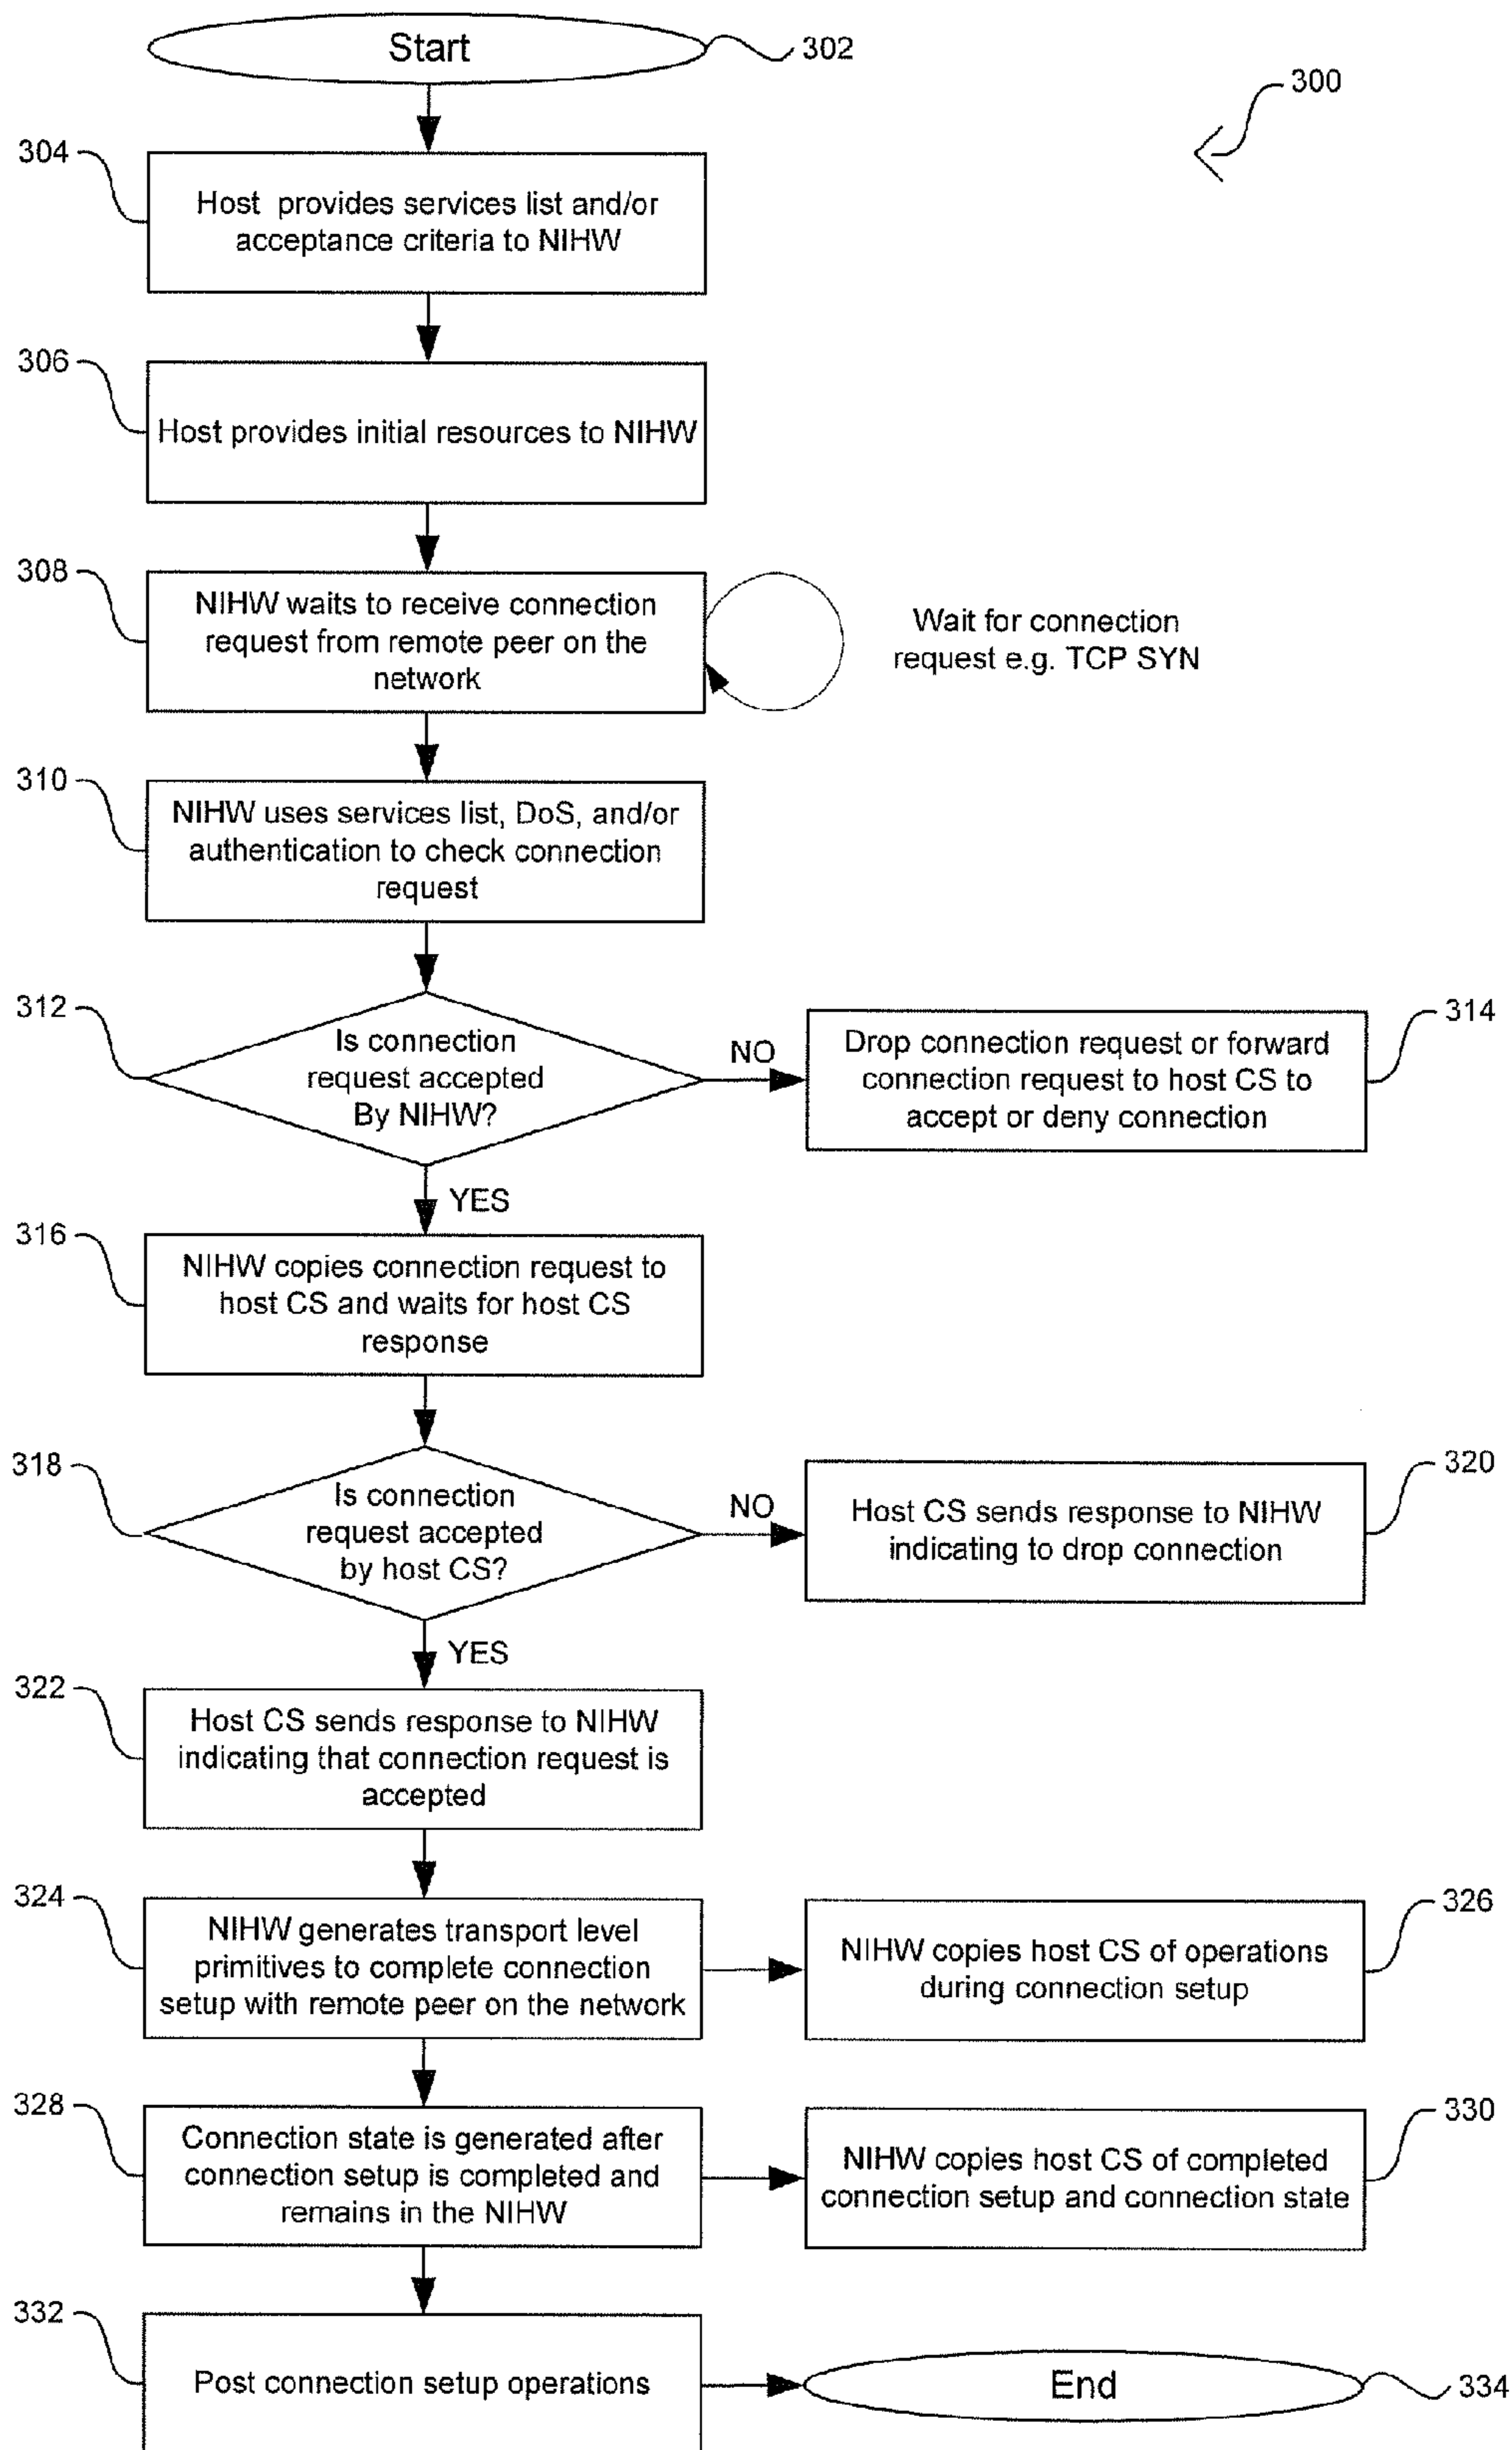 Start
302
300
304
Host provides services list and/or
acceptance criteria to NIHW
306
Host provides initial resources to NIHW
308
NIHW waits to receive connection
request from remote peer on the
network
Wait for connection
request e.g. TCP SYN
310
NIHW uses services list, DoS, and/or
authentication to check connection
request
312
Is connection
request accepted
By NIHW?
NO
314
Drop connection request or forward
connection request to host CS to
accept or deny connection
YES
316
NIHW copies connection request to
host CS and waits for host CS
response
318
Is connection
request accepted
by host CS?
NO
320
Host CS sends response to NIHW
indicating to drop connection
YES
322
Host CS sends response to NIHW
indicating that connection request is
accepted
324
NIHW generates transport level
primitives to complete connection
setup with remote peer on the network
326
NIHW copies host CS of operations
during connection setup
328
Connection state is generated after
connection setup is completed and
remains in the NIHW
330
NIHW copies host CS of completed
connection setup and connection state
332
Post connection setup operations
End
334